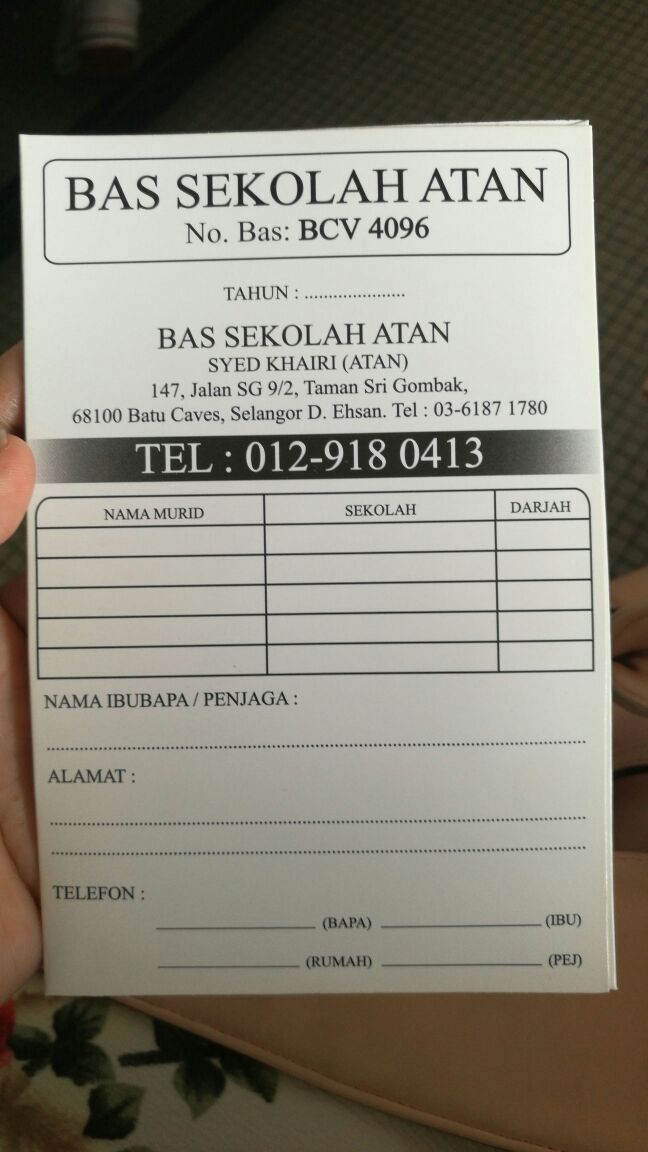 BAS SEKOLAH ATAN
No. Bas: BCV 4096
TAHUN : .....................
BAS SEKOLAH ATAN
SYED KHAIRI (ATAN)
147, Jalan SG 9/2, Taman Sri Gombak,
68100 Batu Caves, Selangor D. Ehsan. Tel : 03-6187 1780
TEL : 012-918 0413
NAMA MURID SEKOLAH DARJAH
NAMA IBUBAPA / PENJAGA :
ALAMAT :
TELEFON :
(BAPA) (IBU)
(RUMAH) (PEJ)